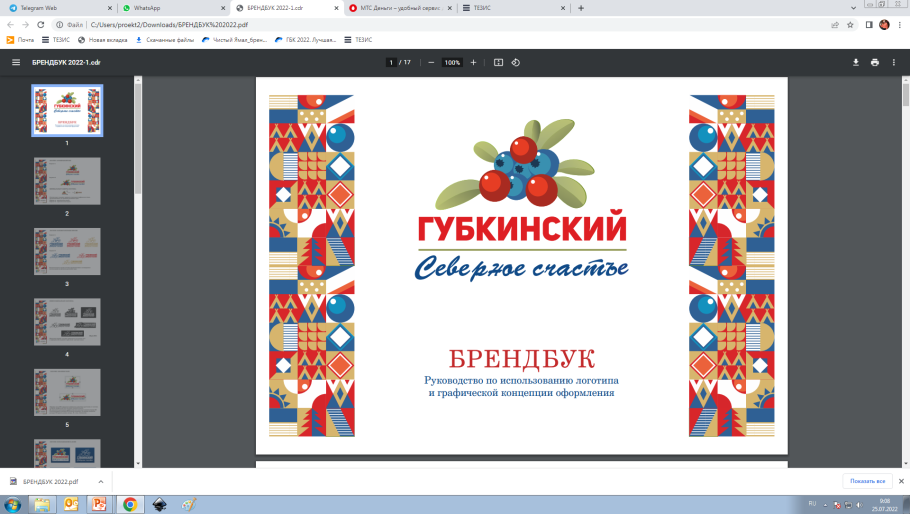 Telegram Web
WhatsApp
БРЕНДБУК 2022-1.cdr
МТС Деньги – удобный сервис
ТЕЗИС
Файл | C:/Users/proekt2/Downloads/БРЕНДБУК%202022.pdf
Почта
ТЕЗИС
Новая вкладка
Скачанные файлы
Чистый Ямал_брен...
ГБК 2022. Лучшая...
ТЕЗИС
БРЕНДБУК 2022-1.cdr
1 / 17
100%
1
2
3
4
5
ГУБКИНСКИЙ
Северное счастье
БРЕНДБУК
Руководство по использованию логотипа
и графической концепции оформления
БРЕНДБУК 2022.pdf
Показать все
RU
9:08
25.07.2022